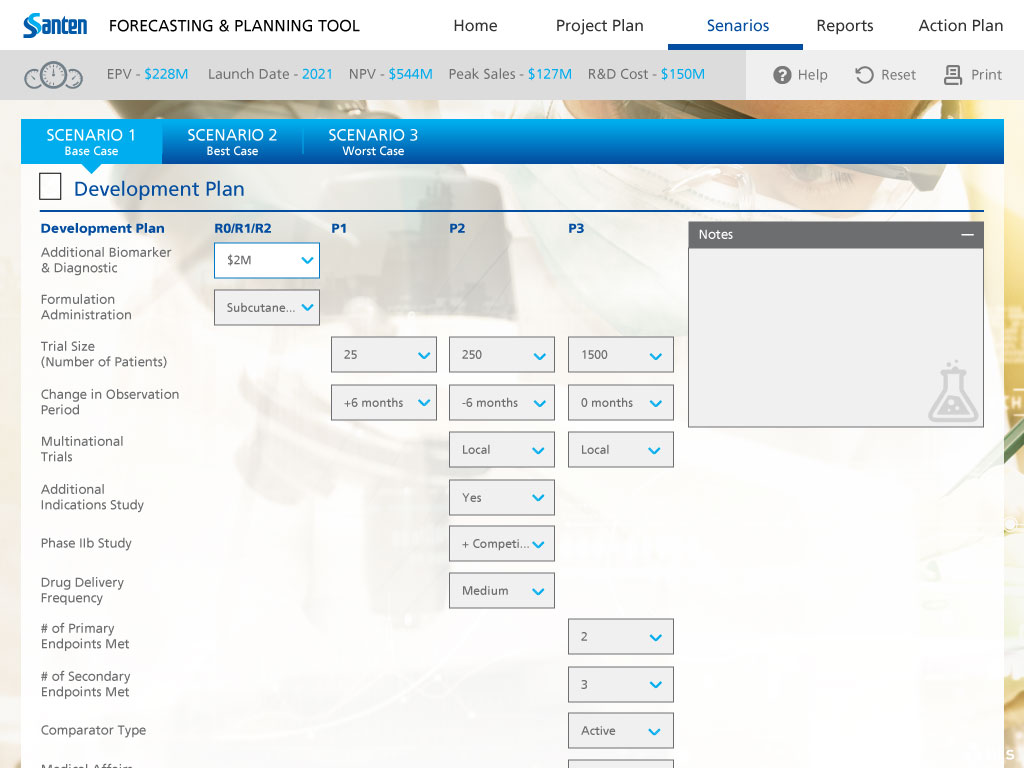 Santen FORECASTING & PLANNING TOOL Home Project Plan Senarios Reports Action Plan
EPV - $228M Launch Date - 2021 NPV - $544M Peak Sales - $127M R&D Cost - $150M Help Reset Print
SCENARIO 1 SCENARIO 2 SCENARIO 3
Base Case Best Case Worst Case
Development Plan
Development Plan R0/R1/R2 P1 P2 P3
Notes
Additional Biomarker
& Diagnostic
$2M
Formulation
Administration
Subcutane...
Trial Size
(Number of Patients)
25 250 1500
Change in Observation
Period
+6 months -6 months 0 months
Multinational
Trials
Local Local
Additional
Indications Study
Yes
Phase IIb Study + Competi...
Drug Delivery
Frequency
Medium
# of Primary
Endpoints Met
2
# of Secondary
Endpoints Met
3
Comparator Type Active
Medical Affairs